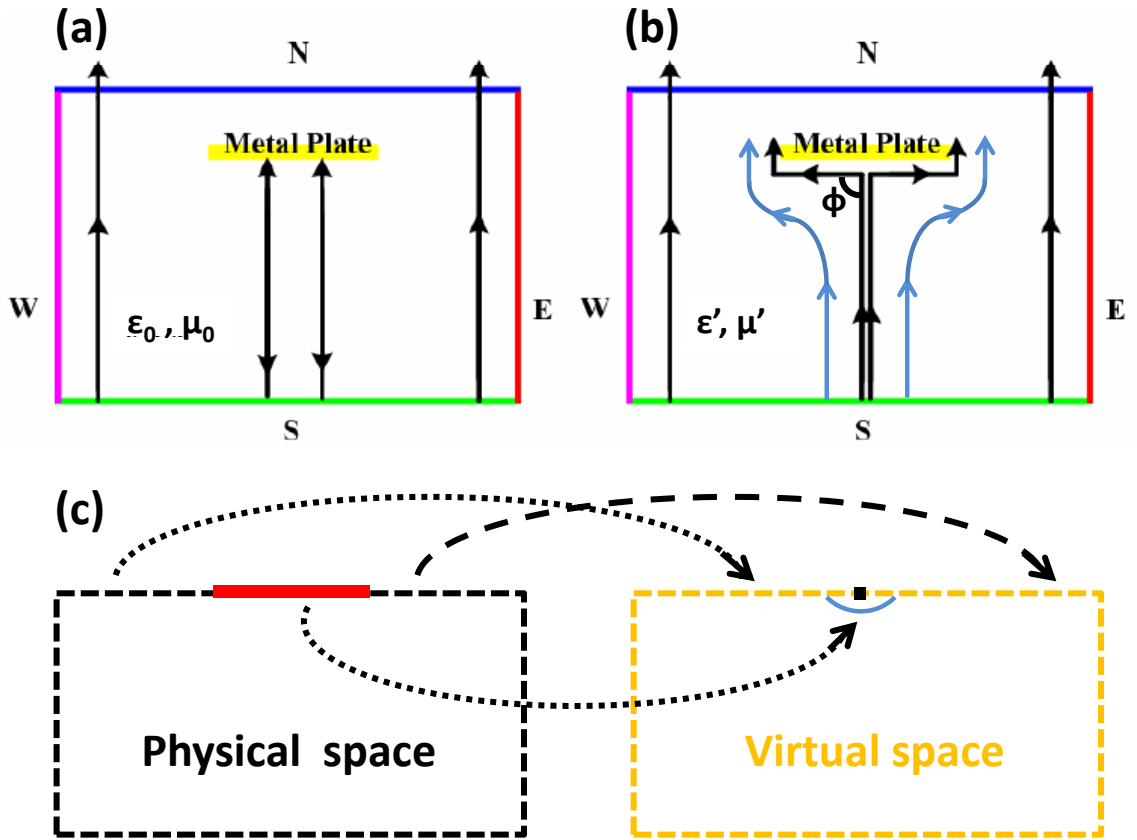 (a)
N
Metal Plate
W
ε₀ , μ₀
E
S
(b)
N
Metal Plate
ϕ
W
ε’, μ’
E
S
(c)
Physical space
Virtual space